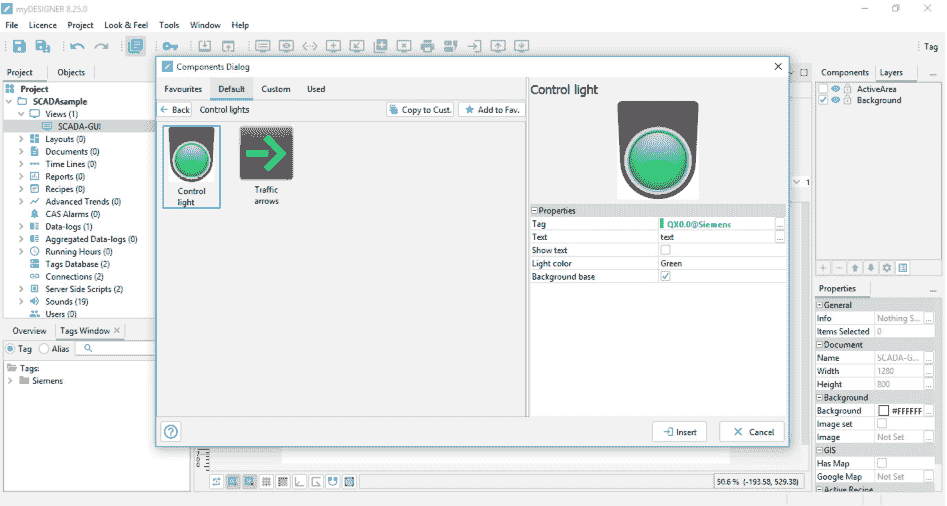 myDESIGNER 8.25.0
File Licence Project Look & Feel Tools Window Help
Tag
Project Objects
Project
SCADAsample
Views (1)
SCADA-GUI
Layouts (0)
Documents (0)
Time Lines (0)
Reports (0)
Recipes (0)
Advanced Trends (0)
CAS Alarms (0)
Data-logs (1)
Aggregated Data-logs (0)
Running Hours (0)
Tags Database (2)
Connections (2)
Server Side Scripts (2)
Sounds (19)
Users (0)
Overview Tags Window
Tag Alias
Tags:
Siemens
Components Dialog
Favourites Default Custom Used
Back Control lights Copy to Cust. Add to Fav.
Control light
Traffic arrows
Control light
Properties
Tag QX0.0@Siemens ...
Text text ...
Show text
Light color Green
Background base
Insert Cancel
1
50.6 % (-193.58, 529.38)
Components Layers
ActiveArea
Background
Properties
General
Info Nothing S... ...
Items Selected 0
Document
Name SCADA-G... ...
Width 1280 ...
Height 800 ...
Background
Background #FFFFFF ...
Image set
Image Not Set ...
GIS
Has Map
Google Map Not Set ...
Active Recipe